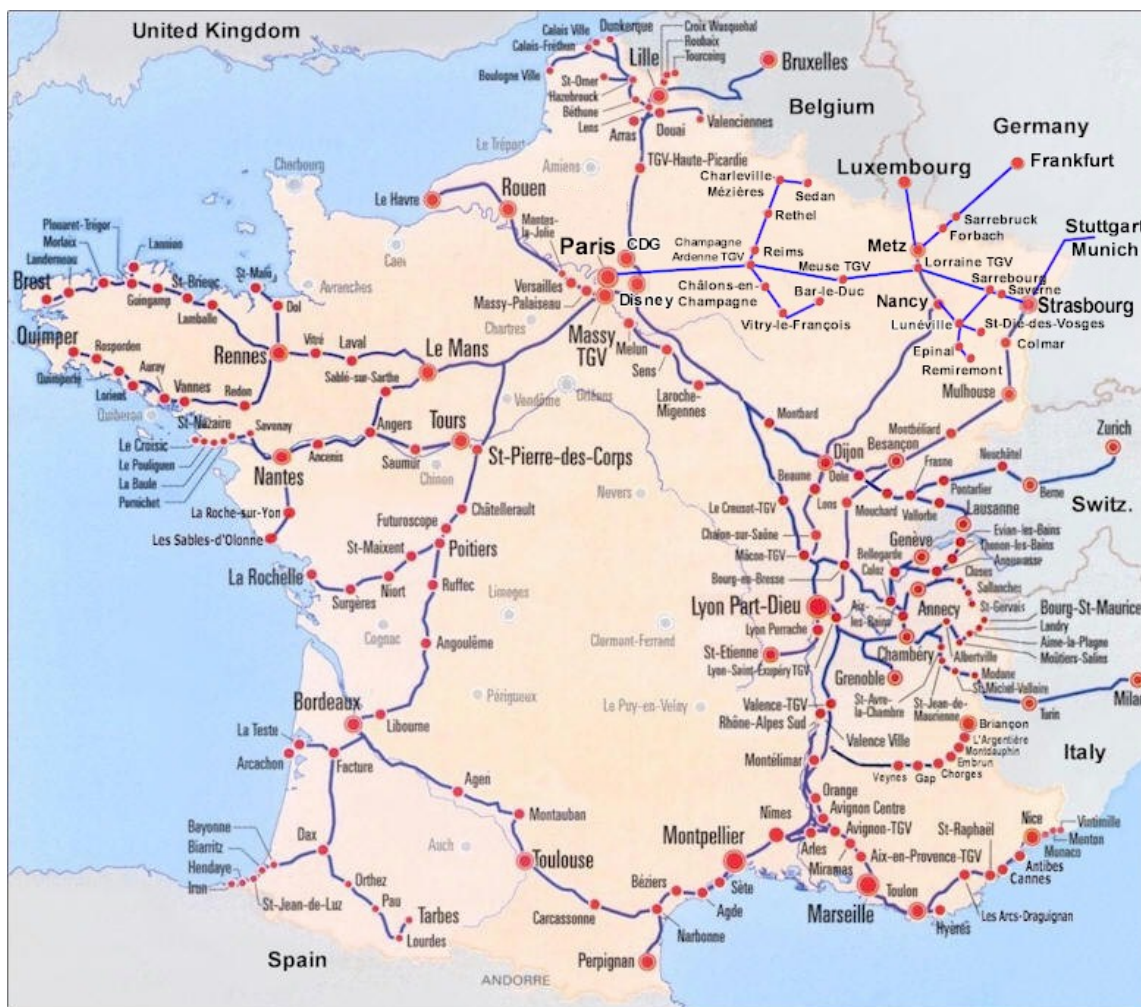 United Kingdom
Calais Ville
Dunkerque
Croix Wasquehal
Roubaix
Tourcoing
Calais-Fréthun
Lille
Bruxelles
Boulogne Ville
St-Omer
Hazebrouck
Béthune
Lens
Arras
Douai
Valenciennes
Belgium
Germany
Frankfurt
Luxembourg
Le Tréport
Amiens
TGV-Haute-Picardie
Charleville-
Mézières
Sedan
Cherbourg
Le Havre
Rouen
Rethel
Sarrebruck
Forbach
Stuttgart
Munich
Mantes-
la-Jolie
Paris
CDG
Champagne
Ardenne TGV
Reims
Metz
Lorraine TGV
Meuse TGV
Caen
Plouaret-Trégor
Morlaix
Landerneau
Lannion
Brest
St-Brieuc
St-Malo
Guingamp
Lamballe
Dol
Avranches
Versailles
Massy-Palaiseau
Disney
Châlons-en-
Champagne
Bar-le-Duc
Vitry-le-François
Sarrebourg
Saverne
Nancy
Strasbourg
Lunéville
St-Dié-des-Vosges
Colmar
Epinal
Remiremont
Chartres
Massy
TGV
Melun
Sens
Quimper
Rosporden
Quimperlé
Lorient
Auray
Vannes
Redon
Rennes
Vitré
Laval
Le Mans
Sablé-sur-Sarthe
Quiberon
Laroche-
Migennes
Mulhouse
Vendôme
Orléans
Montbard
Montbéliard
St-Nazaire
Savenay
Angers
Tours
Le Croisic
Le Pouliguen
La Baule
Pornichet
Nantes
Ancenis
Saumur
Chinon
St-Pierre-des-Corps
Dijon
Besançon
Zurich
Neuchâtel
Frasne
Beaune
Dole
Nevers
Berne
Pontarlier
Switz.
Lons
Mouchard
Vallorbe
Lausanne
Le Creusot-TGV
La Roche-sur-Yon
Châtellerault
Futuroscope
Chalon-sur-Saône
Evian-les-Bains
Genève
Thonon-les-Bains
Annemasse
Les Sables-d'Olonne
St-Maixent
Poitiers
Mâcon-TGV
Bellegarde
Culoz
Cluses
Bourg-en-Bresse
Sallanches
La Rochelle
Surgères
Niort
Ruffec
Limoges
Lyon Part-Dieu
Aix-
les-Bains
Annecy
St-Gervais
Bourg-St-Maurice
Landry
Aime-la-Plagne
Moûtiers-Salins
Cognac
Clermont-Ferrand
Lyon Perrache
St-Etienne
Lyon-Saint-Exupéry TGV
Chambéry
Albertville
Angoulême
Grenoble
Modane
St-Michel-Valloire
St-Avre-
la-Chambre
St-Jean-de-
Maurienne
Turin
Milan
Périgueux
Le Puy-en-Velay
Valence-TGV
Rhône-Alpes Sud
Bordeaux
Libourne
Briançon
L'Argentière
Montdauphin
Embrun
Chorges
Gap
Veynes
Valence Ville
Italy
La Teste
Arcachon
Facture
Montélimar
Agen
Montauban
Orange
Avignon Centre
Nimes
Avignon-TGV
St-Raphaël
Nice
Vintimille
Menton
Monaco
Bayonne
Biarritz
Hendaye
Irun
Dax
Auch
Toulouse
Montpellier
Arles
Miramas
Aix-en-Provence-TGV
Antibes
Cannes
St-Jean-de-Luz
Orthez
Pau
Tarbes
Lourdes
Béziers
Sète
Agde
Marseille
Toulon
Les Arcs-Draguignan
Hyères
Carcassonne
Narbonne
Perpignan
Spain
ANDORRE